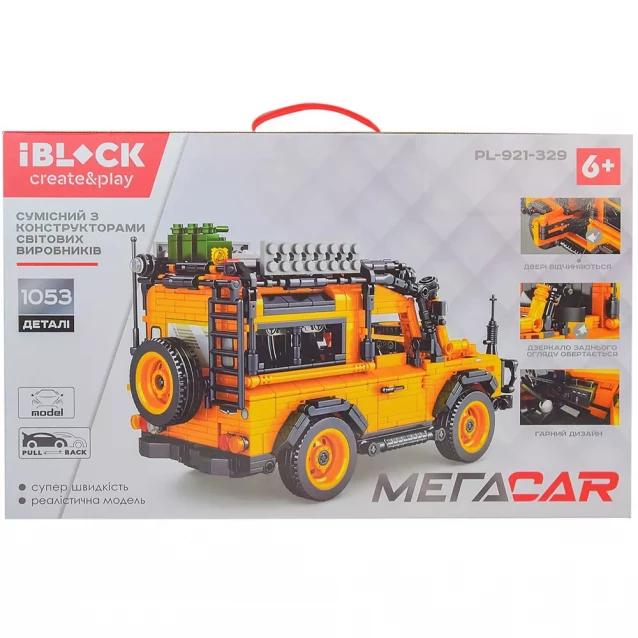 iBLOCK
create&play
PL-921-329
6+
СУМІСНИЙ З
КОНСТРУКТОРАМИ
СВІТОВИХ
ВИРОБНИКІВ
1053
ДЕТАЛІ
model
PULL BACK
• супер швидкість
• реалістична модель
ДВЕРІ ВІДЧИНЯЮТЬСЯ
ДЗЕРКАЛО ЗАДНЬОГО
ОГЛЯДУ ОБЕРТАЄТЬСЯ
ГАРНИЙ ДИЗАЙН
МЕГАCAR